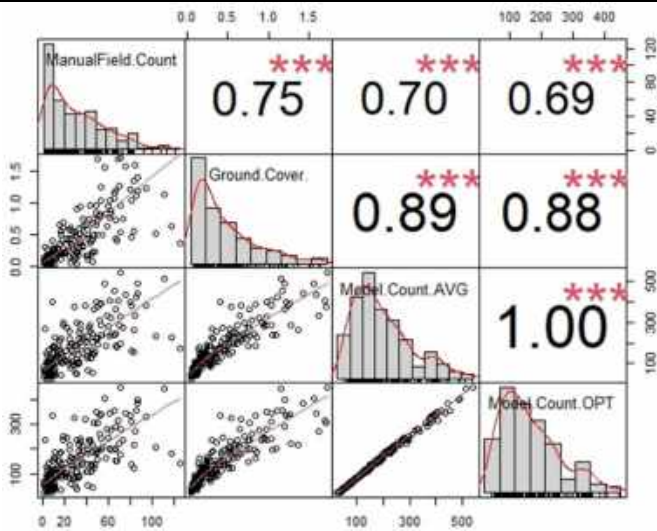 0.0 0.5 1.0 1.5 100 200 300 400
ManualField.Count
*** 0.75
*** 0.70
*** 0.69
0 40 80 120
0.0 0.5 1.0 1.5
Ground.Cover.
*** 0.89
*** 0.88
Model.Count.AVG
*** 1.00
100 300 500
100 300
Model.Count.OPT
0 20 60 100
100 300 500